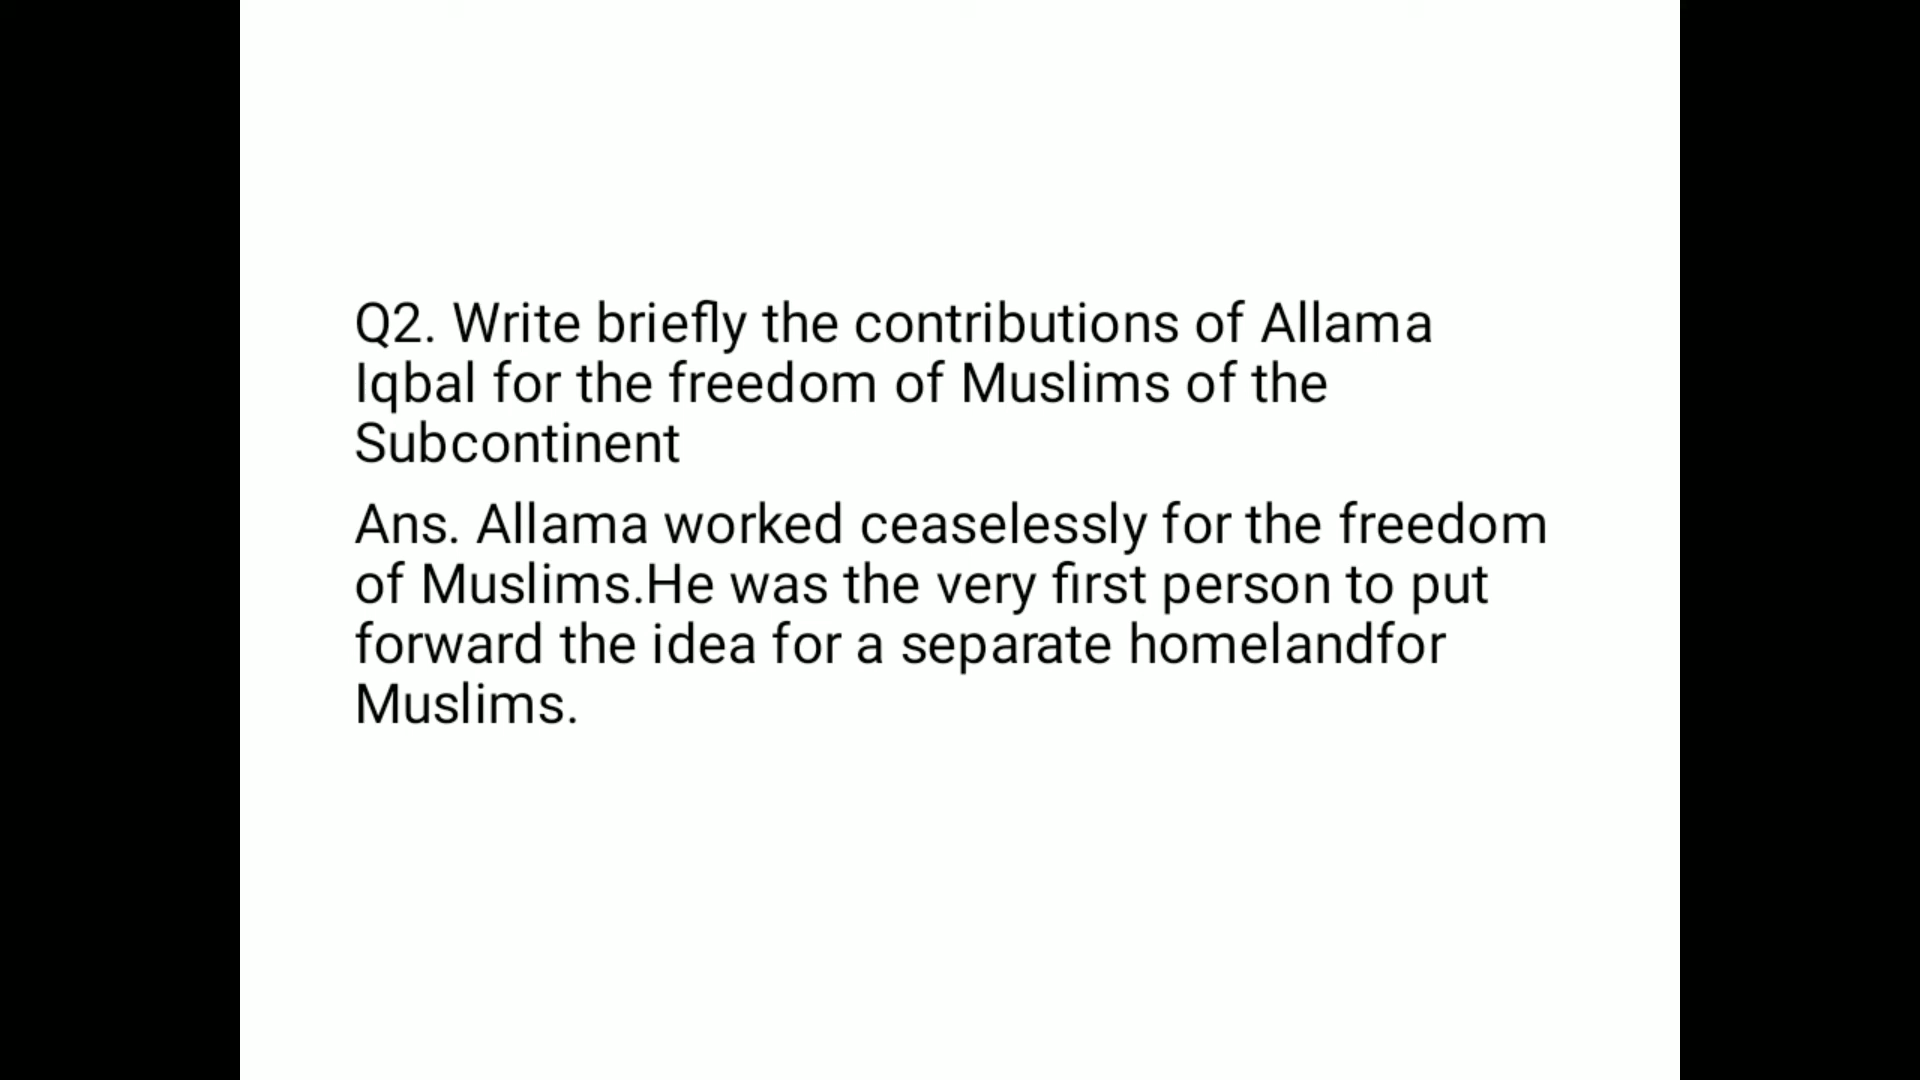 Q2. Write briefly the contributions of Allama
Iqbal for the freedom of Muslims of the
Subcontinent
Ans. Allama worked ceaselessly for the freedom
of Muslims.He was the very first person to put
forward the idea for a separate homelandfor
Muslims.